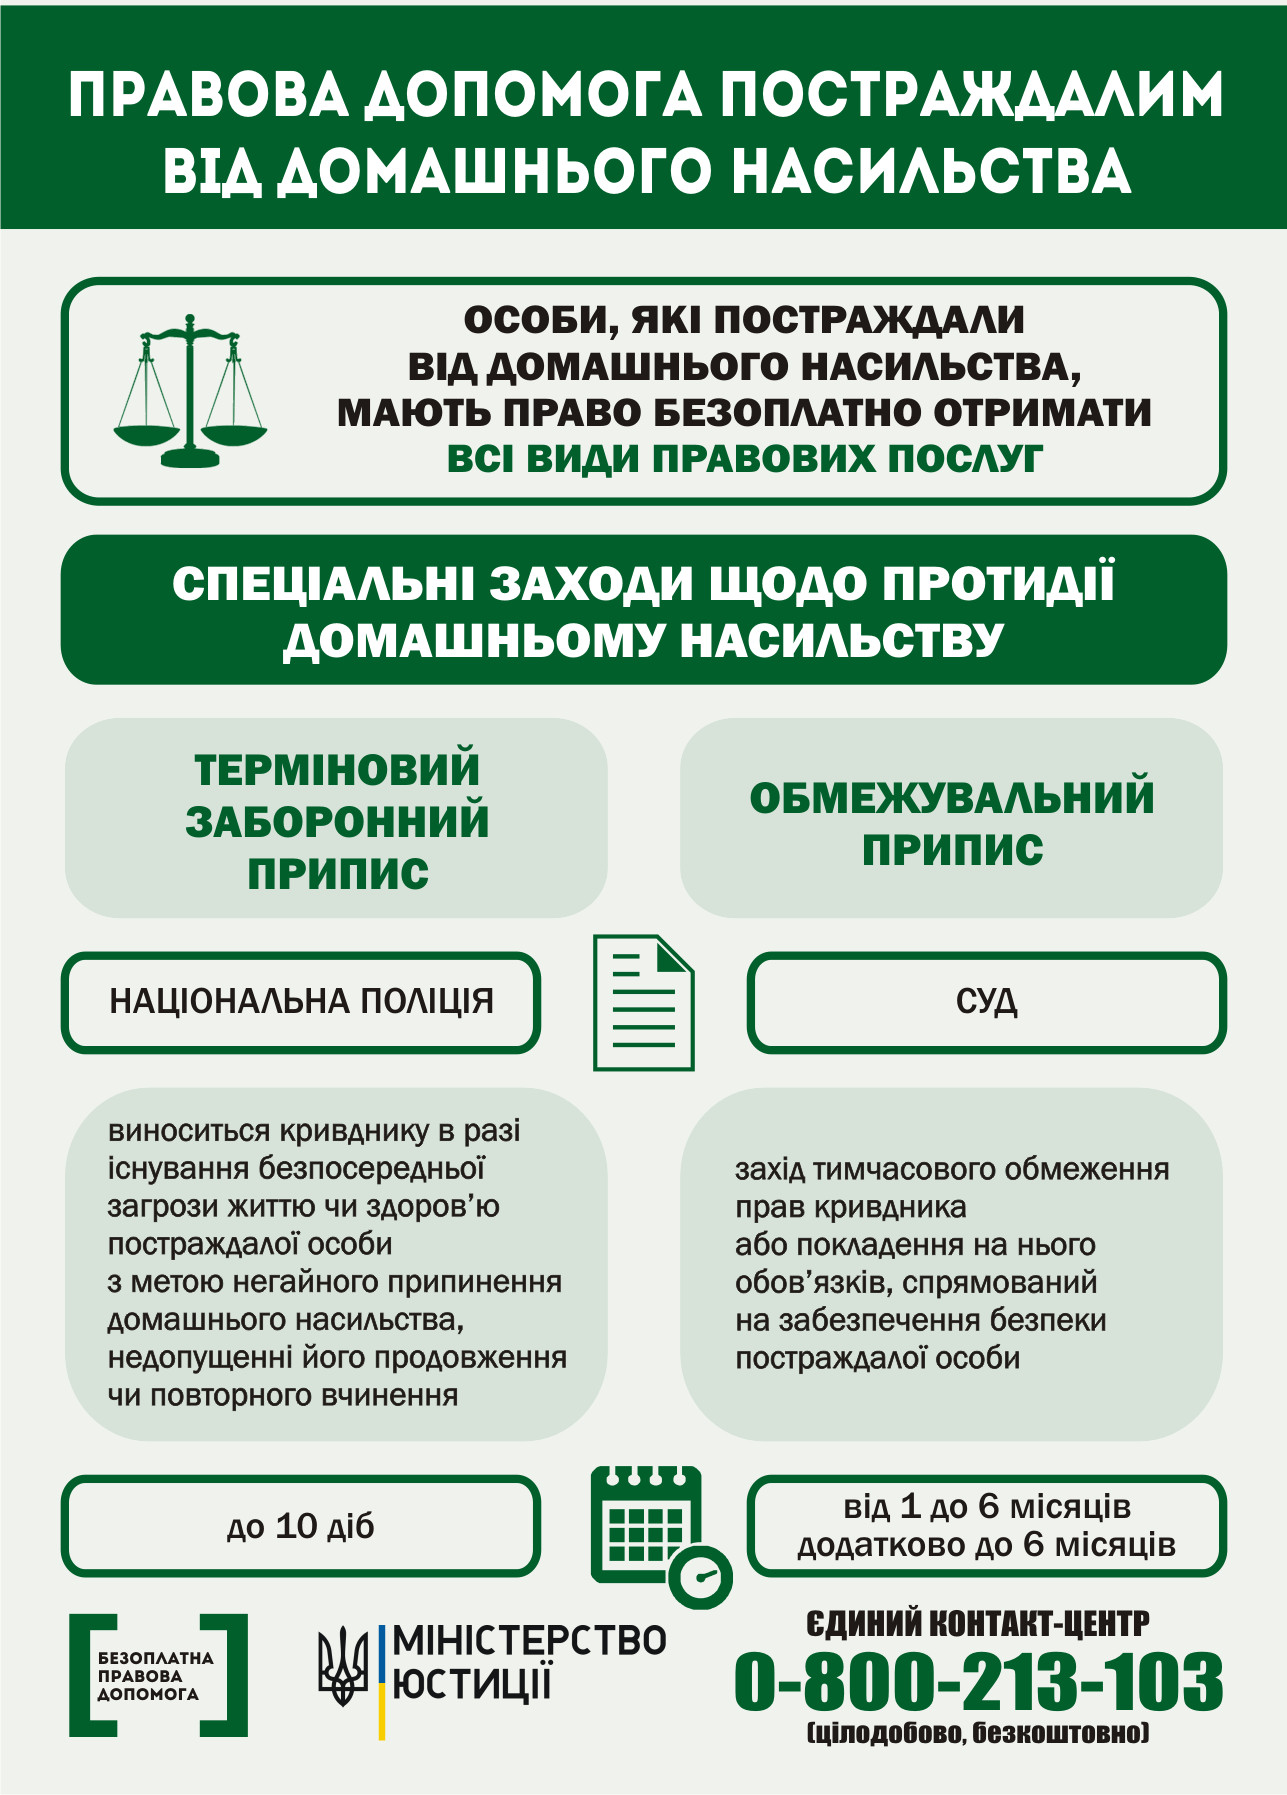 ПРАВОВА ДОПОМОГА ПОСТРАЖДАЛИМ
ВІД ДОМАШНЬОГО НАСИЛЬСТВА
ОСОБИ, ЯКІ ПОСТРАЖДАЛИ
ВІД ДОМАШНЬОГО НАСИЛЬСТВА,
МАЮТЬ ПРАВО БЕЗОПЛАТНО ОТРИМАТИ
ВСІ ВИДИ ПРАВОВИХ ПОСЛУГ
СПЕЦІАЛЬНІ ЗАХОДИ ЩОДО ПРОТИДІЇ
ДОМАШНЬОМУ НАСИЛЬСТВУ
ТЕРМІНОВИЙ
ЗАБОРОННИЙ
ПРИПИС
ОБМЕЖУВАЛЬНИЙ
ПРИПИС
НАЦІОНАЛЬНА ПОЛІЦІЯ
СУД
виноситься кривднику в разі
існування безпосередньої
загрози життю чи здоров’ю
постраждалої особи
з метою негайного припинення
домашнього насильства,
недопущенні його продовження
чи повторного вчинення
захід тимчасового обмеження
прав кривдника
або покладення на нього
обов’язків, спрямований
на забезпечення безпеки
постраждалої особи
до 10 діб
від 1 до 6 місяців
додатково до 6 місяців
БЕЗОПЛАТНА
ПРАВОВА
ДОПОМОГА
МІНІСТЕРСТВО
ЮСТИЦІЇ
ЄДИНИЙ КОНТАКТ-ЦЕНТР
0-800-213-103
(цілодобово, безкоштовно)